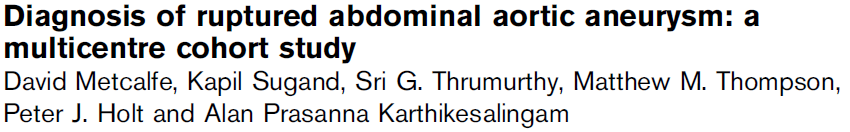 Diagnosis of ruptured abdominal aortic aneurysm: a
multicentre cohort study
David Metcalfe, Kapil Sugand, Sri G. Thrumurthy, Matthew M. Thompson,
Peter J. Holt and Alan Prasanna Karthikesalingam